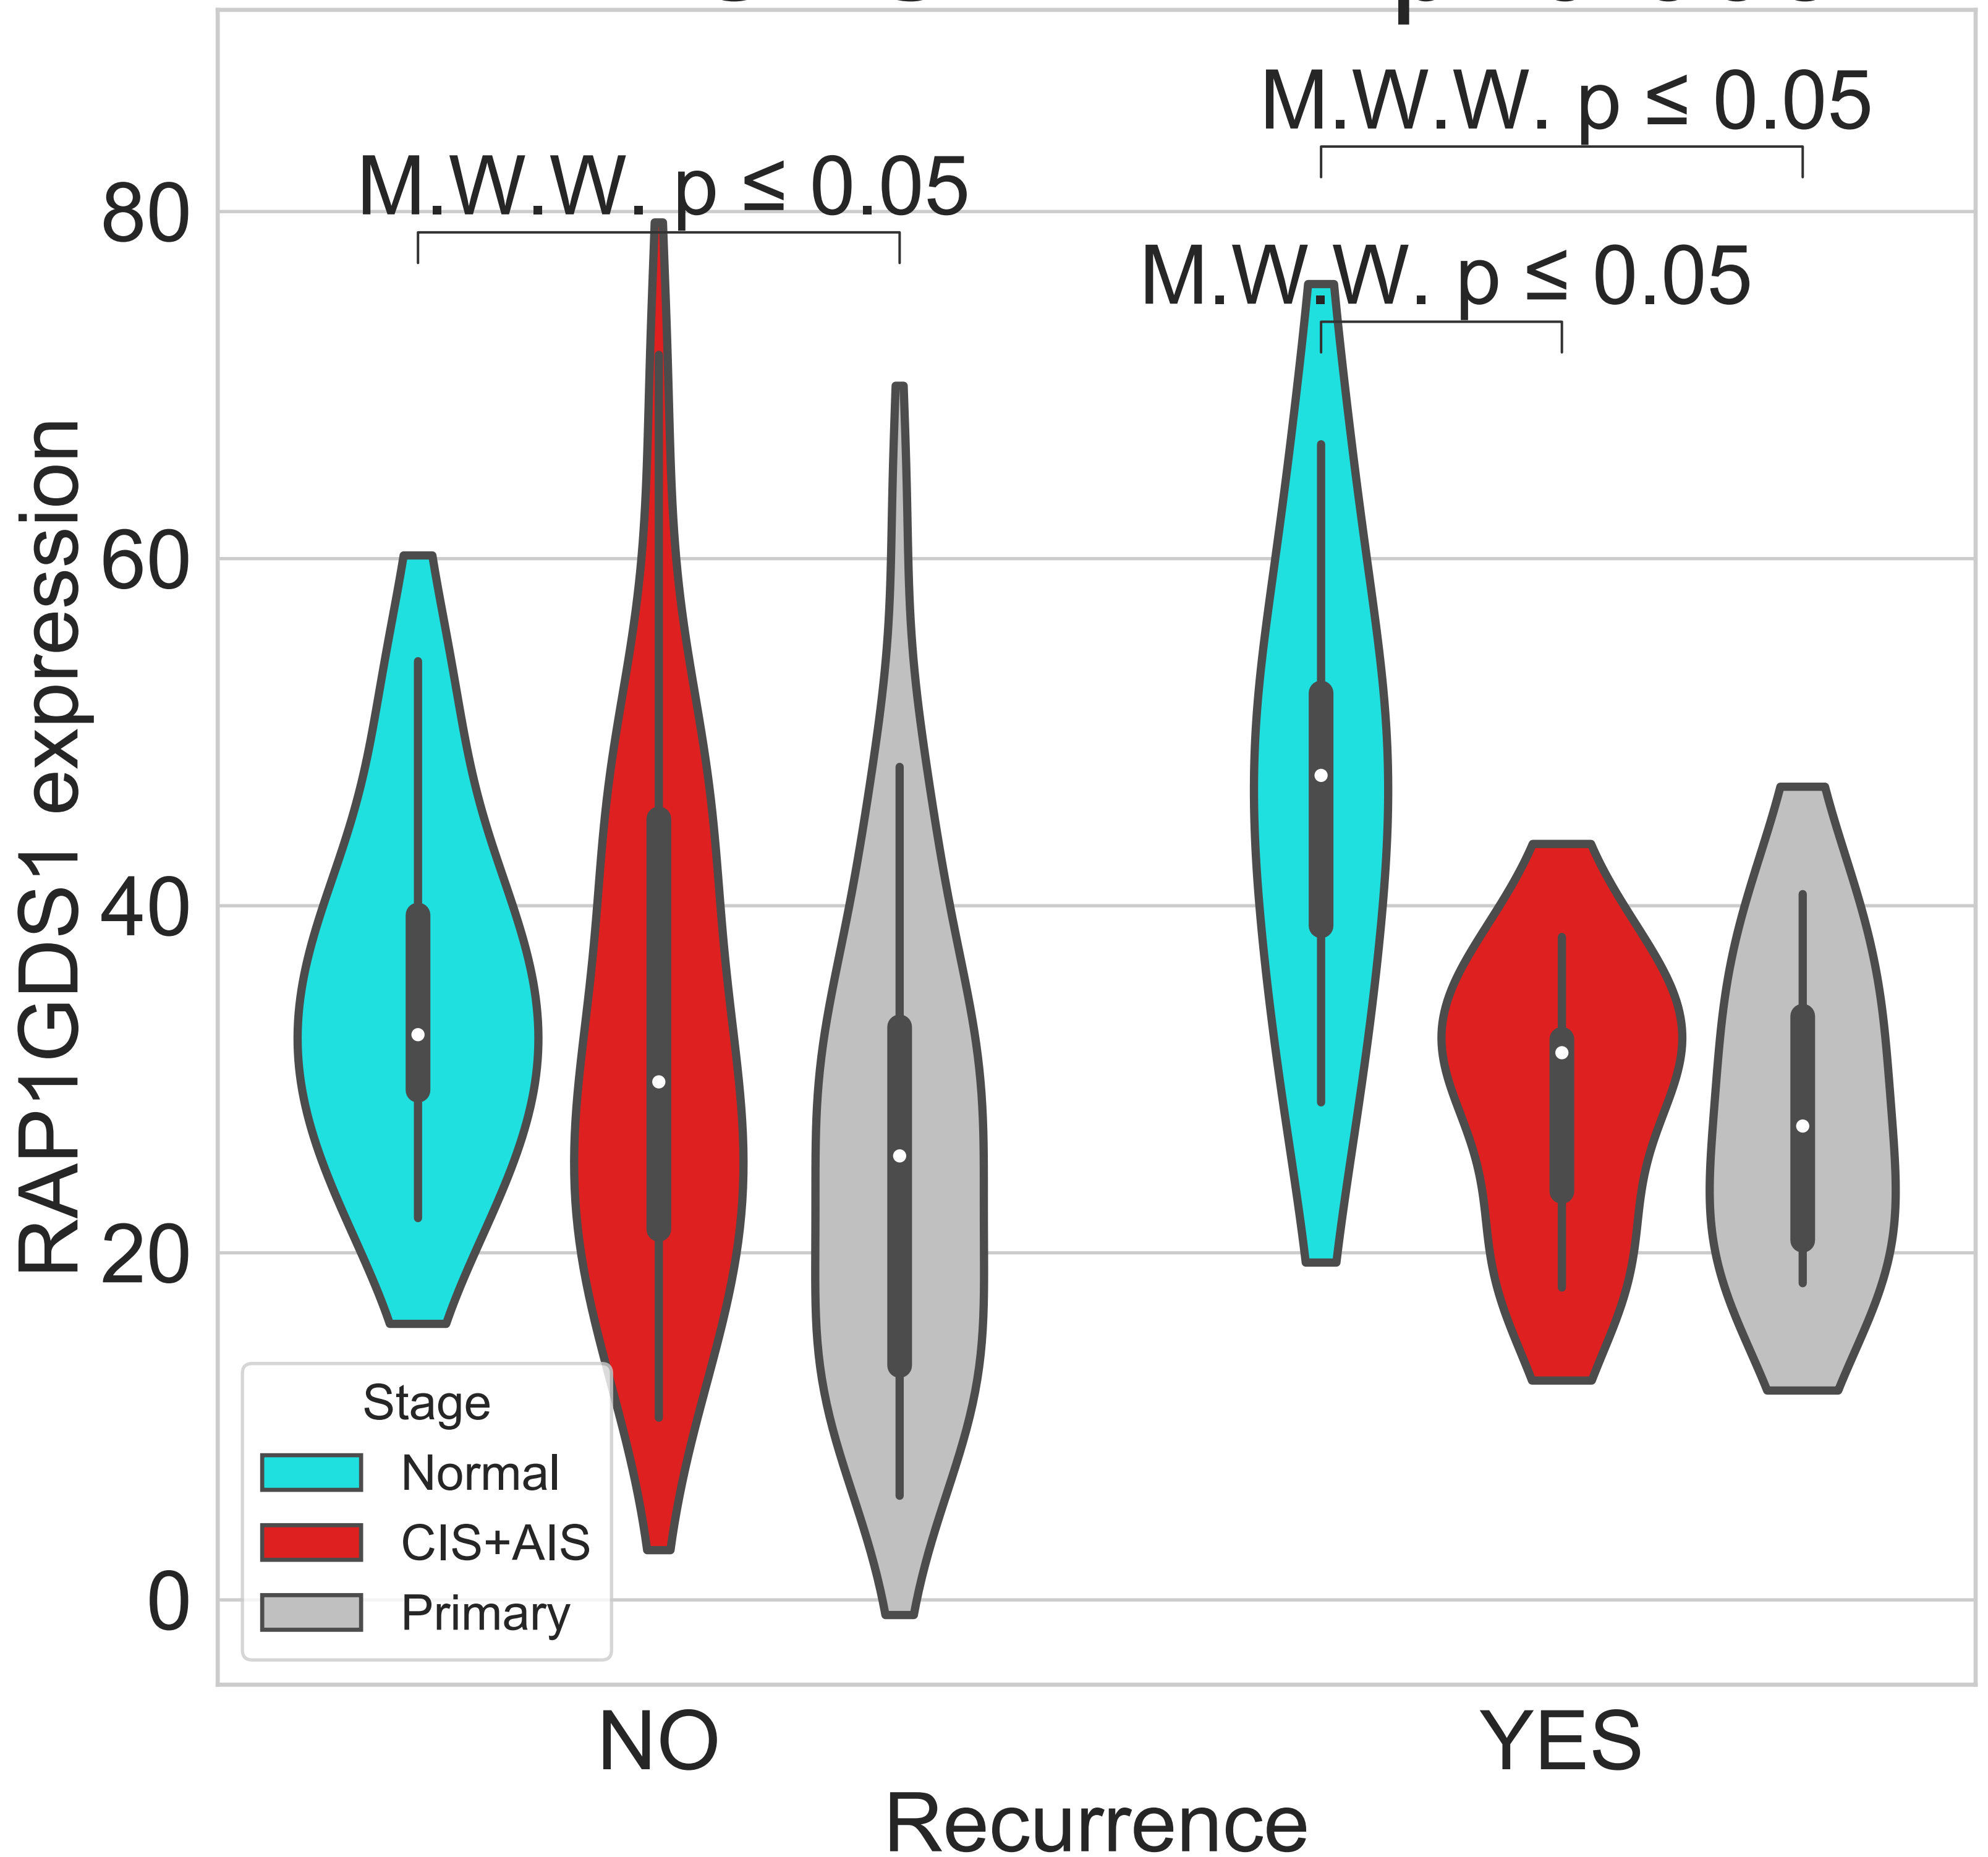 M.W.W. p ≤ 0.05
M.W.W. p ≤ 0.05
M.W.W. p ≤ 0.05
80
60
40
20
0
RAP1GDS1 expression
Stage
Normal
CIS+AIS
Primary
NO
YES
Recurrence